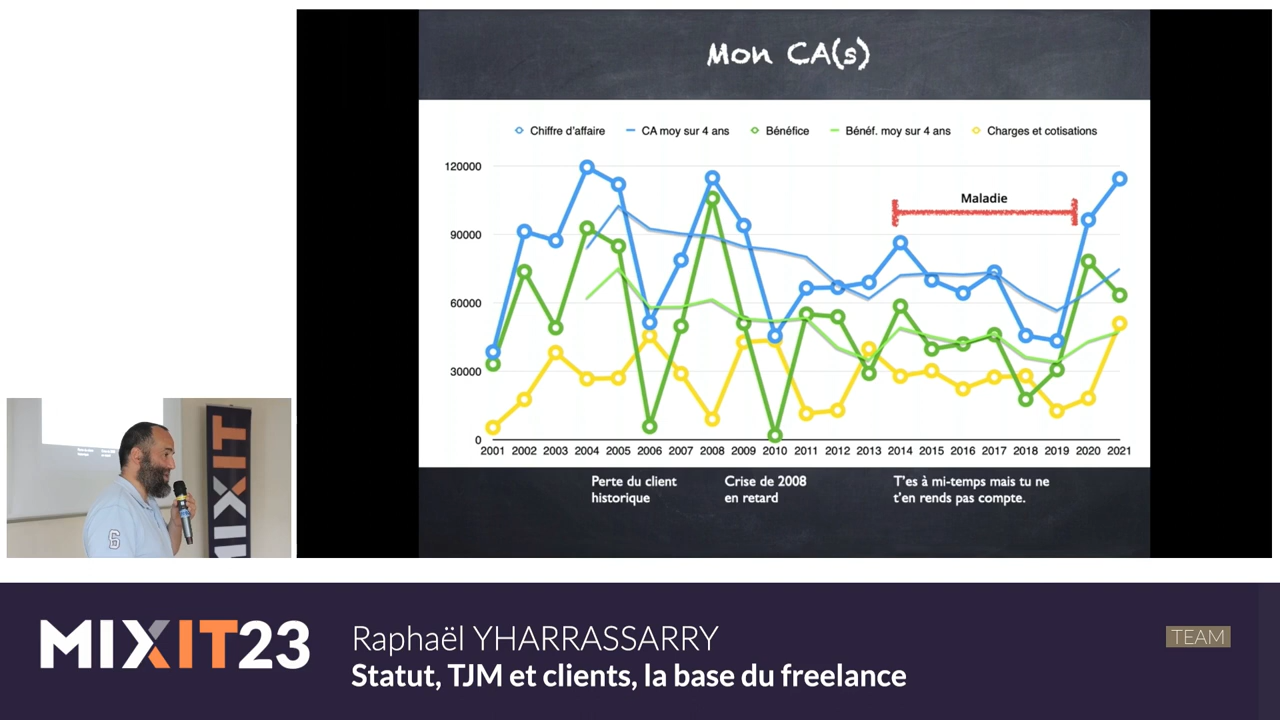 Mon CA(s)
Chiffre d'affaire
CA moy sur 4 ans
Bénéfice
Bénéf. moy sur 4 ans
Charges et cotisations
120000
90000
60000
30000
0
Maladie
2001 2002 2003 2004 2005 2006 2007 2008 2009 2010 2011 2012 2013 2014 2015 2016 2017 2018 2019 2020 2021
Perte du client
historique
Crise de 2008
en retard
T'es à mi-temps mais tu ne
t'en rends pas compte.
MIXIT
6
MIXIT23
Raphaël YHARRASSARRY
TEAM
Statut, TJM et clients, la base du freelance